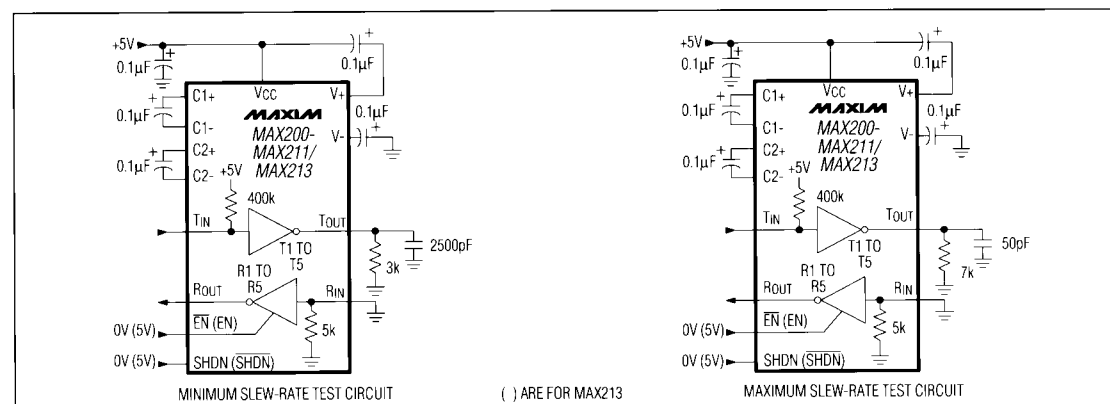 +5V
0.1µF
0.1µF
VCC
V+
C1+
0.1µF
C1-
C2+
0.1µF
C2-
MAXIM
MAX200-
MAX211/
MAX213
0.1µF
V-
+5V
400k
TIN
TOUT
2500pF
3k
T1 TO
T5
R1 TO
R5
ROUT
RIN
5k
0V (5V)
E̅N̅ (EN)
0V (5V)
SHDN (S̅H̅D̅N̅)
MINIMUM SLEW-RATE TEST CIRCUIT
( ) ARE FOR MAX213
+5V
0.1µF
0.1µF
VCC
V+
C1+
0.1µF
C1-
C2+
0.1µF
C2-
MAXIM
MAX200-
MAX211/
MAX213
0.1µF
V-
+5V
400k
TIN
TOUT
50pF
7k
T1 TO
T5
R1 TO
R5
ROUT
RIN
5k
0V (5V)
E̅N̅ (EN)
0V (5V)
SHDN (S̅H̅D̅N̅)
MAXIMUM SLEW-RATE TEST CIRCUIT